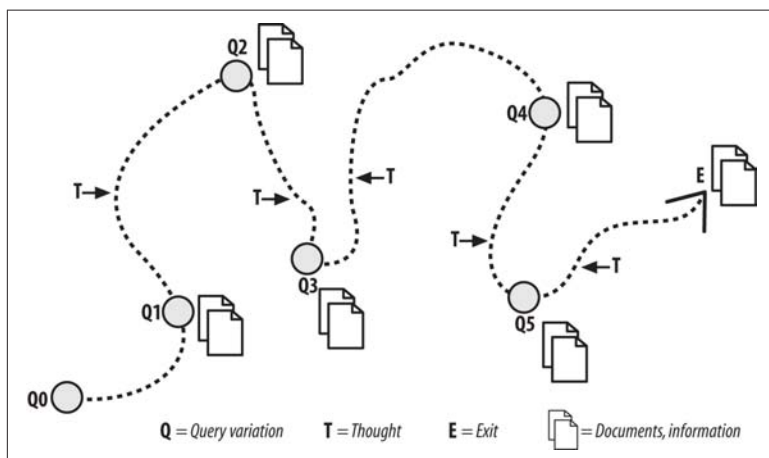 Q2
Q4
E
T
T
T
T
Q3
T
Q1
Q5
Q0
Q = Query variation T = Thought E = Exit = Documents, information